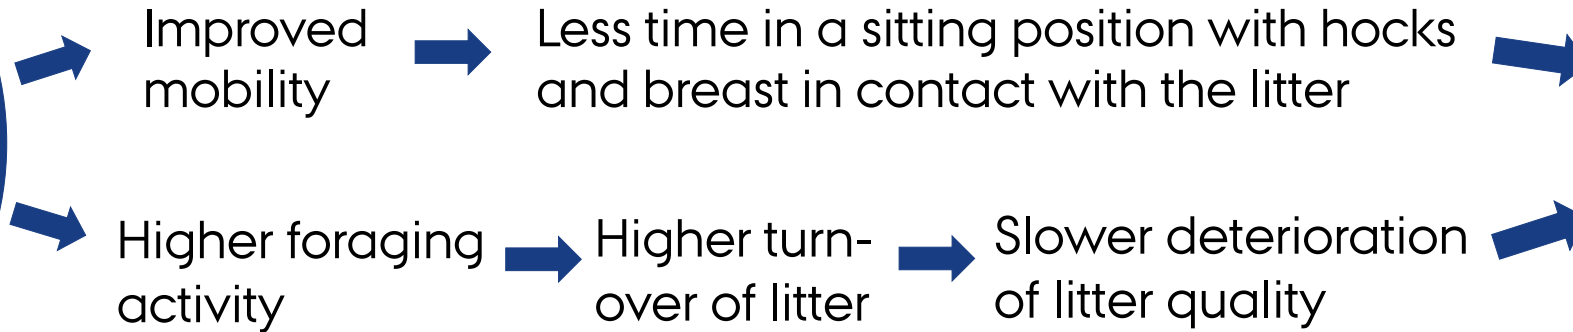 Improved
mobility
Less time in a sitting position with hocks
and breast in contact with the litter
Higher foraging
activity
Higher turn-
over of litter
Slower deterioration
of litter quality